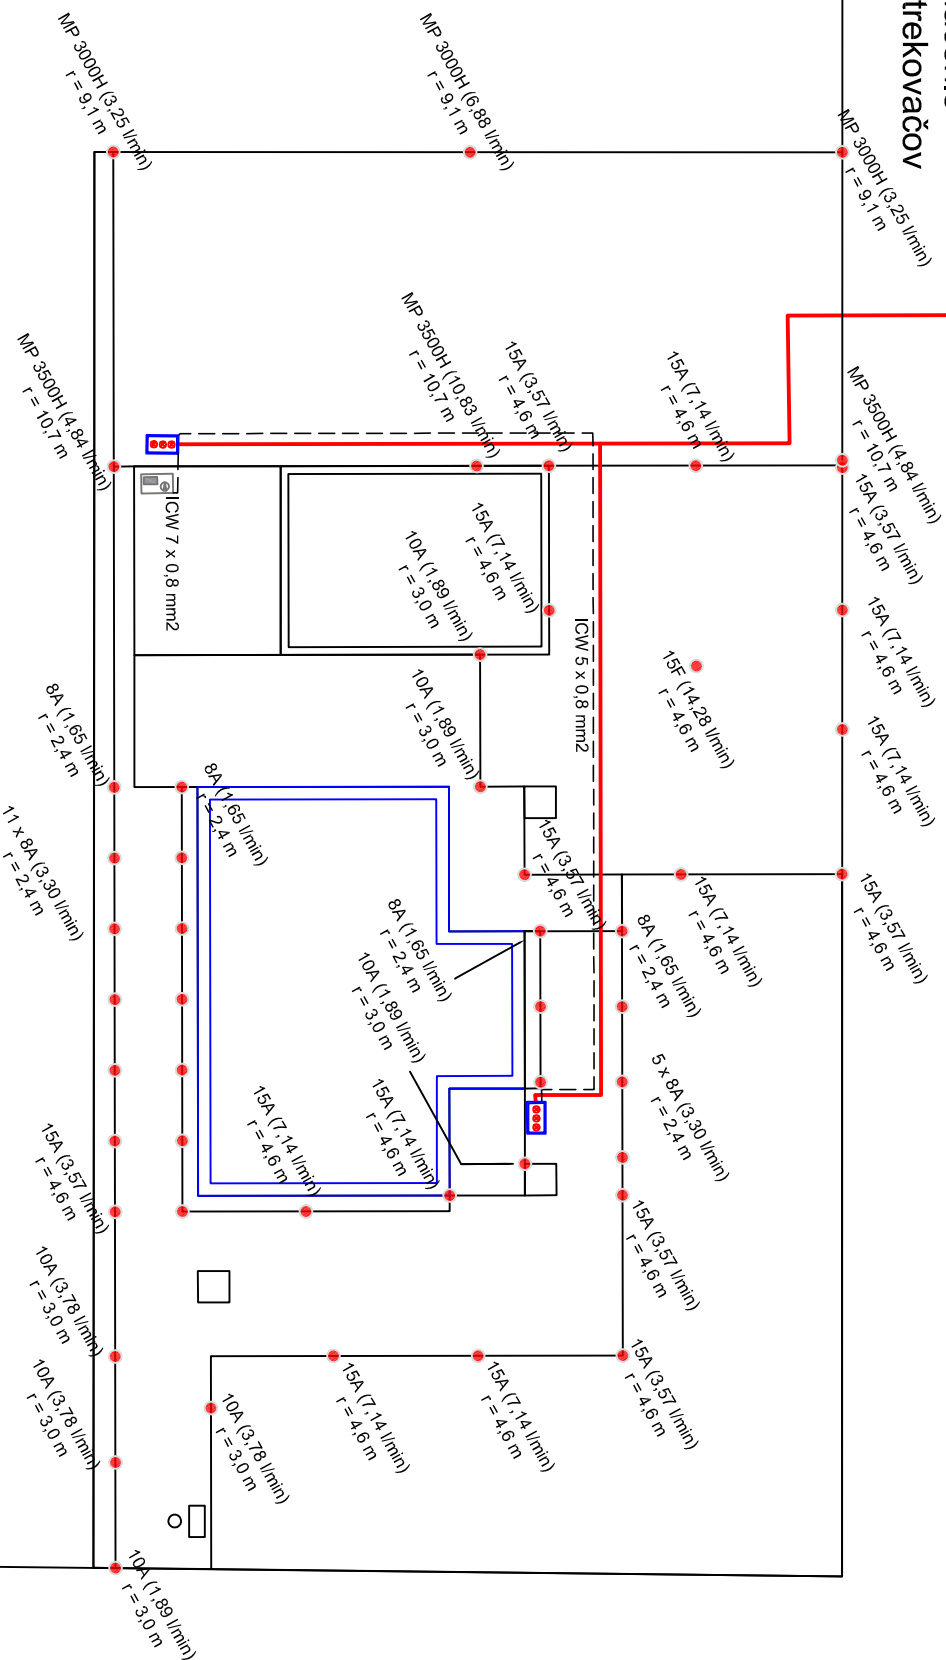 trekovačov
MP 3000H (3,25 l/min)
r = 9,1 m
MP 3000H (6,88 l/min)
r = 9,1 m
MP 3000H (3,25 l/min)
r = 9,1 m
MP 3500H (4,84 l/min)
r = 10,7 m
MP 3500H (10,83 l/min)
r = 10,7 m
15A (3,57 l/min)
r = 4,6 m
15A (7,14 l/min)
r = 4,6 m
MP 3500H (4,84 l/min)
r = 10,7 m
15A (3,57 l/min)
r = 4,6 m
ICW 7 x 0,8 mm2
10A (1,89 l/min)
r = 3,0 m
15A (7,14 l/min)
r = 4,6 m
ICW 5 x 0,8 mm2
15F (14,28 l/min)
r = 4,6 m
15A (7,14 l/min)
r = 4,6 m
15A (7,14 l/min)
r = 4,6 m
8A (1,65 l/min)
r = 2,4 m
10A (1,89 l/min)
r = 3,0 m
8A (1,65 l/min)
r = 2,4 m
11 x 8A (3,30 l/min)
r = 2,4 m
15A (3,57 l/min)
r = 4,6 m
15A (7,14 l/min)
r = 4,6 m
15A (3,57 l/min)
r = 4,6 m
8A (1,65 l/min)
r = 2,4 m
8A (1,65 l/min)
r = 2,4 m
10A (1,89 l/min)
r = 3,0 m
5 x 8A (3,30 l/min)
r = 2,4 m
15A (7,14 l/min)
r = 4,6 m
15A (7,14 l/min)
r = 4,6 m
15A (3,57 l/min)
r = 4,6 m
15A (3,57 l/min)
r = 4,6 m
10A (3,78 l/min)
r = 3,0 m
10A (3,78 l/min)
r = 3,0 m
10A (3,78 l/min)
r = 3,0 m
15A (7,14 l/min)
r = 4,6 m
15A (7,14 l/min)
r = 4,6 m
15A (3,57 l/min)
r = 4,6 m
10A (1,89 l/min)
r = 3,0 m